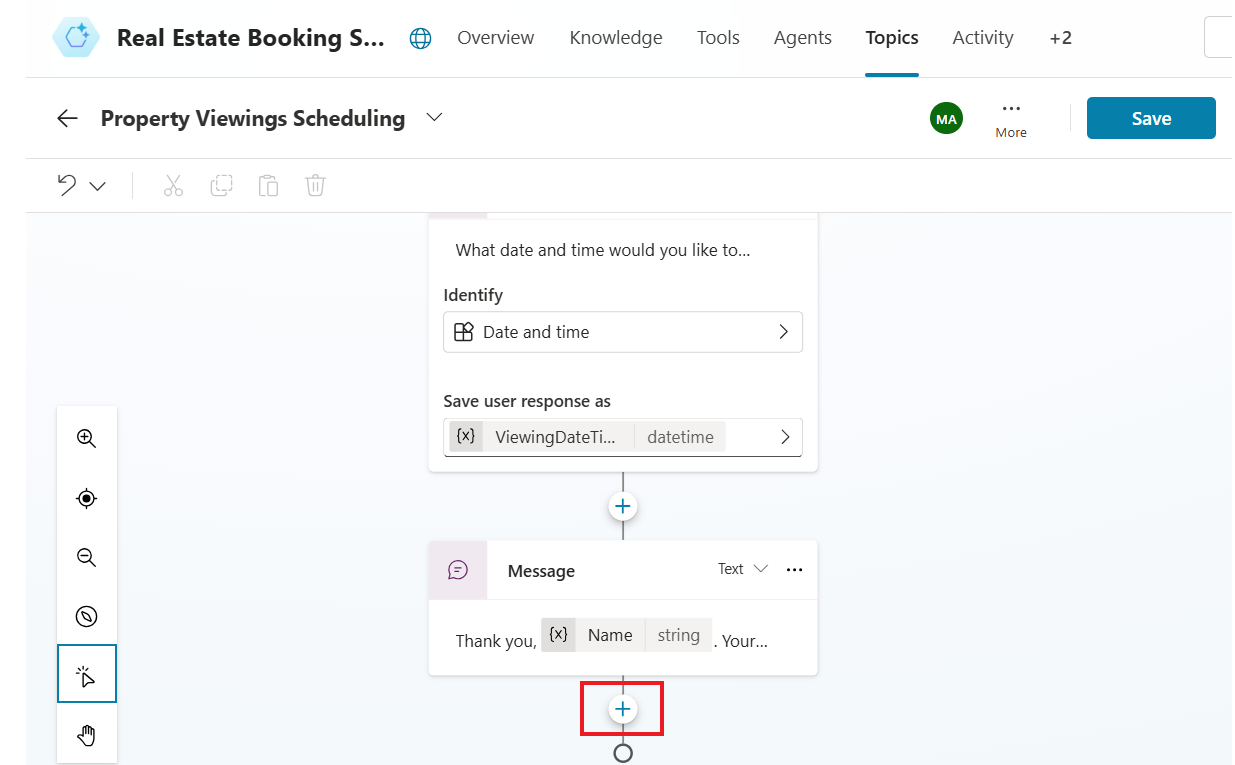 Real Estate Booking S...
Overview
Knowledge
Tools
Agents
Topics
Activity
+2
Property Viewings Scheduling
MA
More
Save
What date and time would you like to...
Identify
Date and time
Save user response as
{x} ViewingDateTi... datetime
Message
Text
Thank you, {x} Name string . Your...